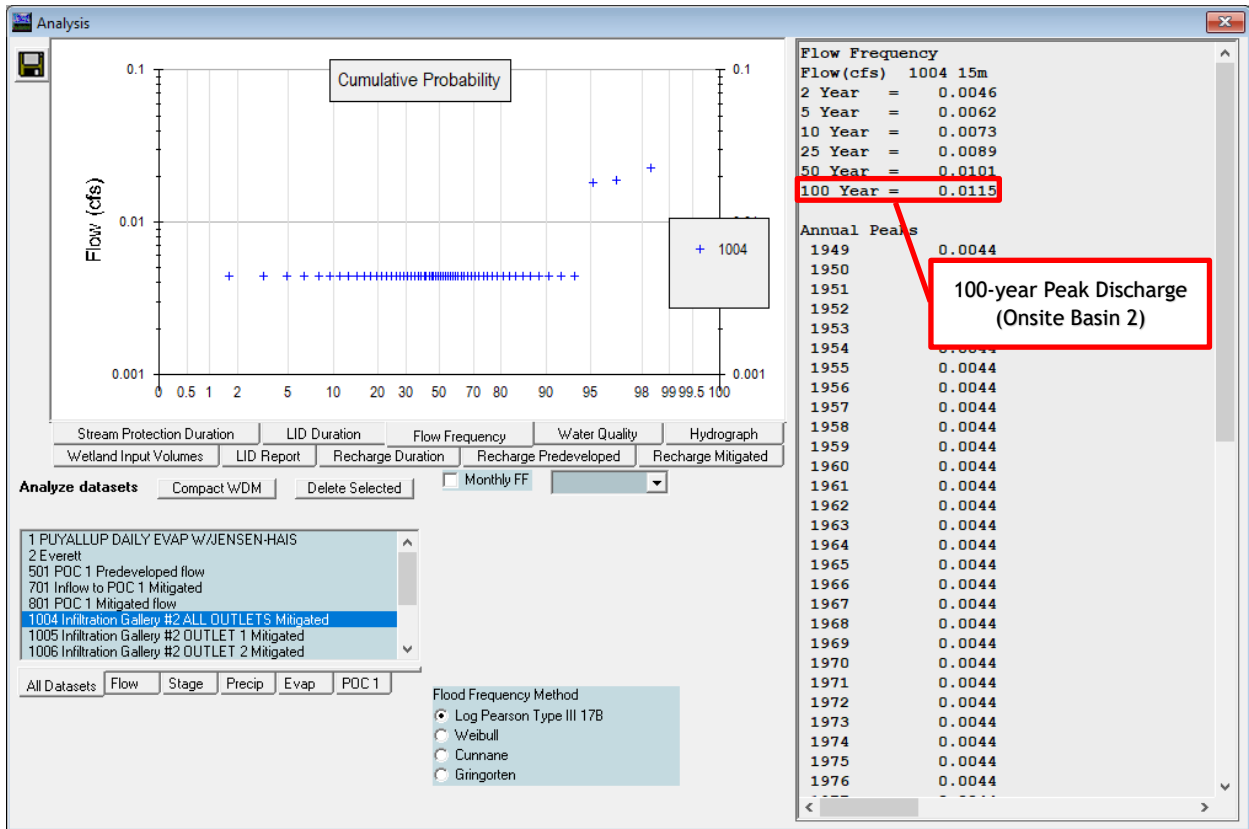 Analysis
Cumulative Probability
0.1
0.01
0.001
Flow (cfs)
0.1
0.001
1004
0 0.5 1 2 5 10 20 30 50 70 80 90 95 98 99 99.5 100
Stream Protection Duration LID Duration Flow Frequency Water Quality Hydrograph
Wetland Input Volumes LID Report Recharge Duration Recharge Predeveloped Recharge Mitigated
Analyze datasets Compact WDM Delete Selected Monthly FF
1 PUYALLUP DAILY EVAP W/JENSEN-HAIS
2 Everett
501 POC 1 Predeveloped flow
701 Inflow to POC 1 Mitigated
801 POC 1 Mitigated flow
1004 Infiltration Gallery #2 ALL OUTLETS Mitigated
1005 Infiltration Gallery #2 OUTLET 1 Mitigated
1006 Infiltration Gallery #2 OUTLET 2 Mitigated
All Datasets Flow Stage Precip Evap POC 1
Flood Frequency Method
Log Pearson Type III 17B
Weibull
Cunnane
Gringorten
Flow Frequency
Flow(cfs) 1004 15m
2 Year = 0.0046
5 Year = 0.0062
10 Year = 0.0073
25 Year = 0.0089
50 Year = 0.0101
100 Year = 0.0115
Annual Peaks
1949 0.0044
1950
1951
1952
1953
1954 0.0044
1955 0.0044
1956 0.0044
1957 0.0044
1958 0.0044
1959 0.0044
1960 0.0044
1961 0.0044
1962 0.0044
1963 0.0044
1964 0.0044
1965 0.0044
1966 0.0044
1967 0.0044
1968 0.0044
1969 0.0044
1970 0.0044
1971 0.0044
1972 0.0044
1973 0.0044
1974 0.0044
1975 0.0044
1976 0.0044
100-year Peak Discharge
(Onsite Basin 2)